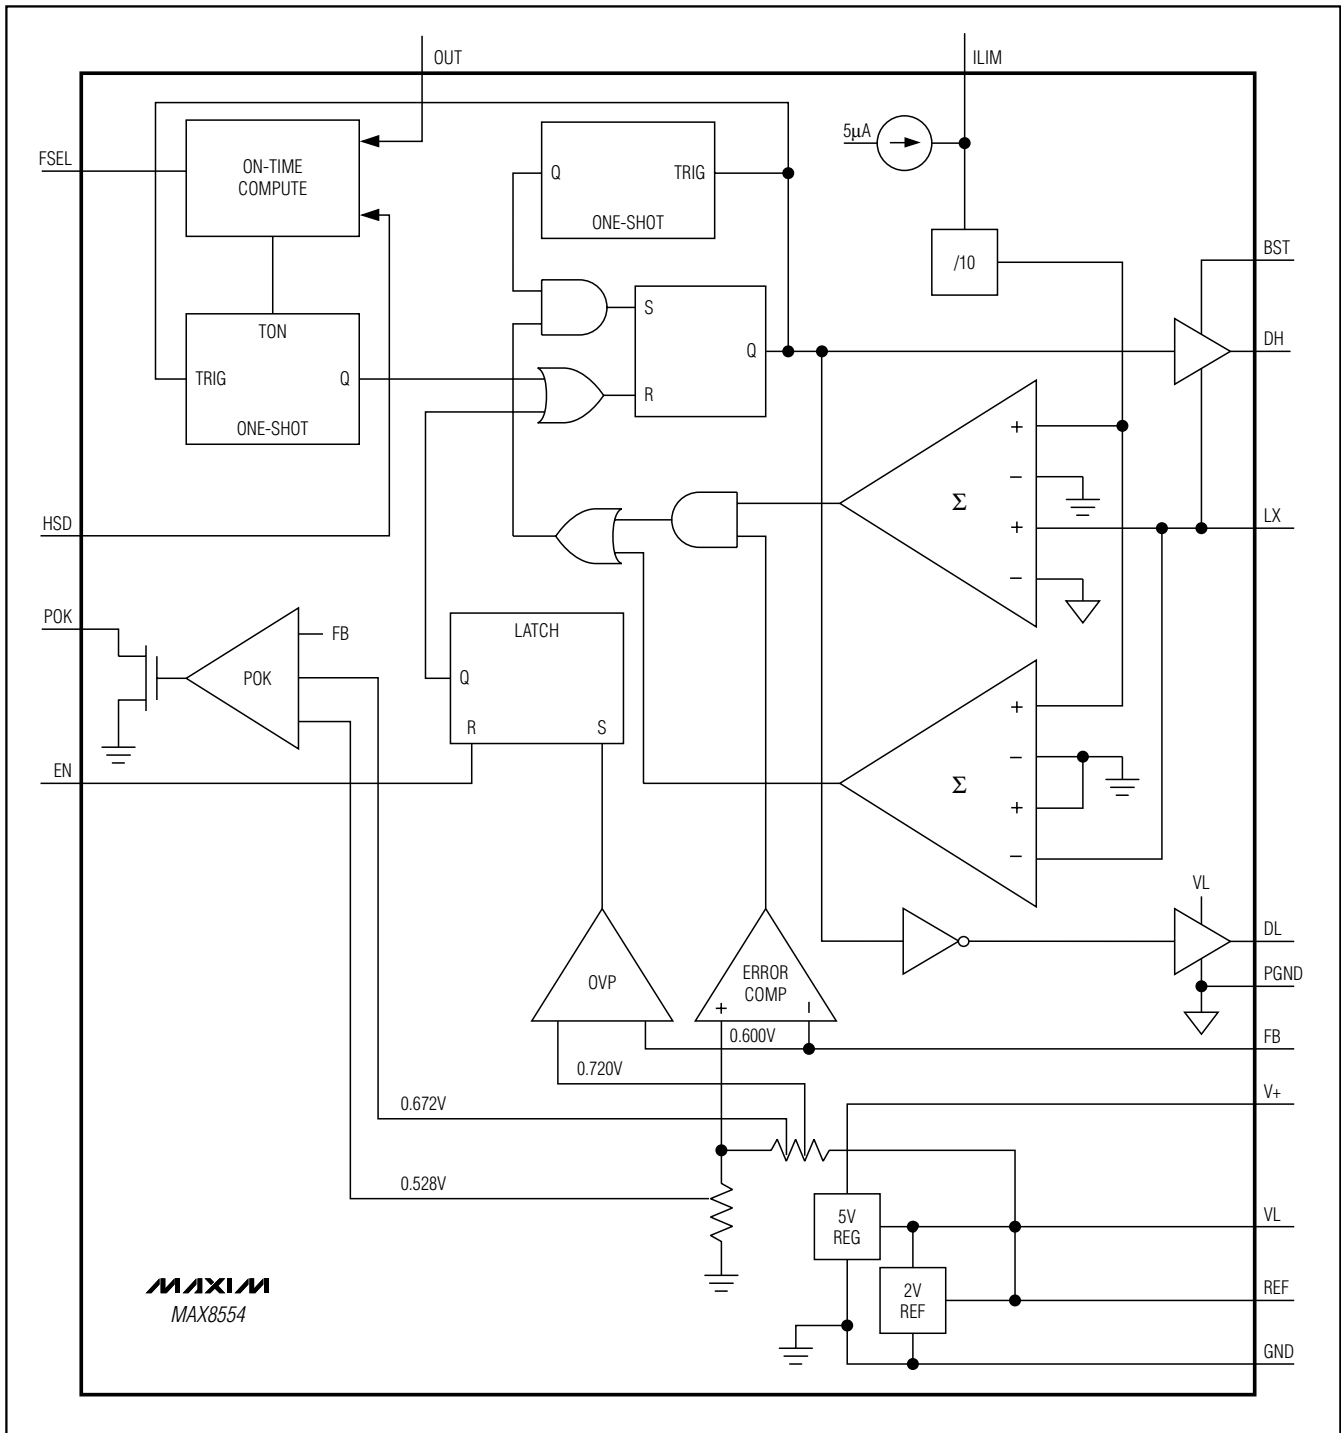 OUT
ILIM
5µA
FSEL
ON-TIME
COMPUTE
Q
TRIG
ONE-SHOT
/10
BST
TON
S
DH
Q
TRIG
Q
R
ONE-SHOT
+
−
Σ
+
−
HSD
LX
POK
FB
POK
LATCH
Q
R
S
EN
+
−
Σ
+
−
VL
DL
OVP
ERROR
COMP
+
−
PGND
0.600V
FB
0.720V
0.672V
V+
0.528V
5V
REG
VL
2V
REF
REF
MAXIM
MAX8554
GND